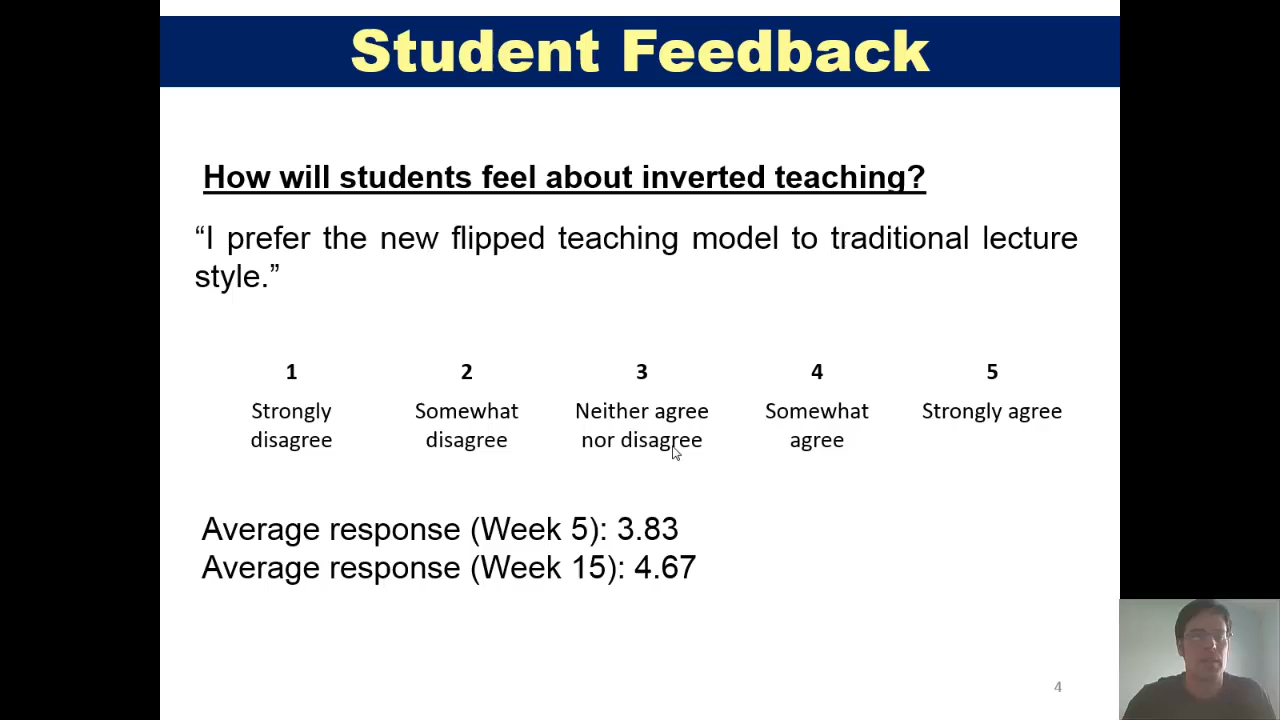 Student Feedback
How will students feel about inverted teaching?
“I prefer the new flipped teaching model to traditional lecture
style.”
1 2 3 4 5
Strongly Somewhat Neither agree Somewhat Strongly agree
disagree disagree nor disagree agree
Average response (Week 5): 3.83
Average response (Week 15): 4.67
4